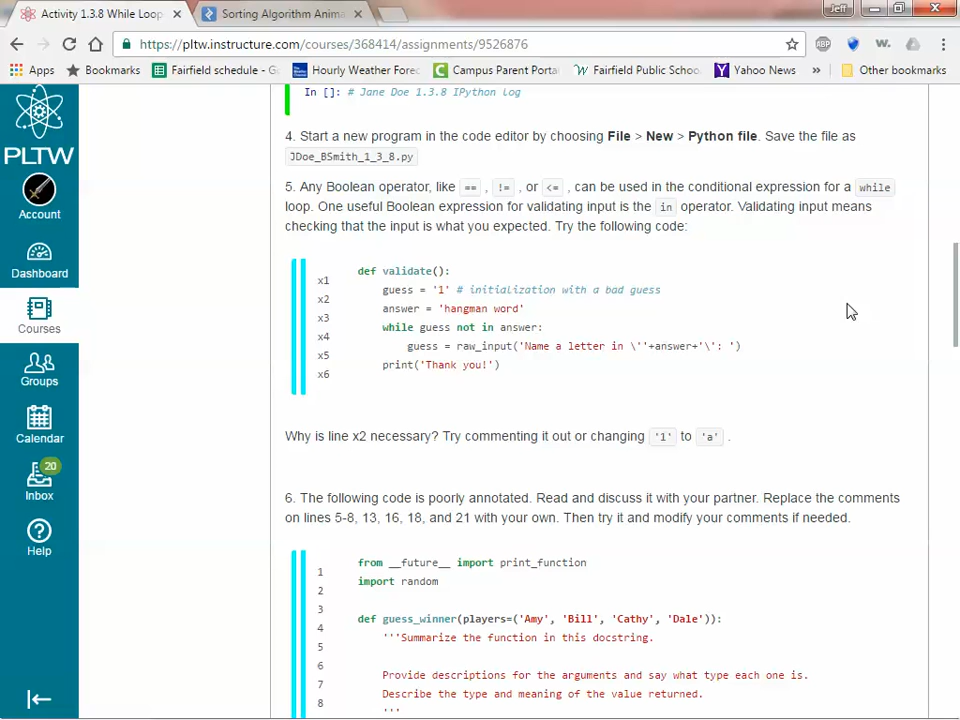 Activity 1.3.8 While Loop
Sorting Algorithm Anima
Jeff
https://pltw.instructure.com/courses/368414/assignments/9526876
ABP
W.
Apps
Bookmarks
Fairfield schedule - G
Hourly Weather Forec
Campus Parent Porta
Fairfield Public Schoo
Yahoo News
»
Other bookmarks
PLTW
Account
Dashboard
Courses
Groups
Calendar
20
Inbox
Help
In []: # Jane Doe 1.3.8 IPython log
4. Start a new program in the code editor by choosing File > New > Python file. Save the file as
JDoe_BSmith_1_3_8.py
5. Any Boolean operator, like == , != , or <= , can be used in the conditional expression for a while
loop. One useful Boolean expression for validating input is the in operator. Validating input means
checking that the input is what you expected. Try the following code:
x1
x2
x3
x4
x5
x6
def validate():
guess = '1' # initialization with a bad guess
answer = 'hangman word'
while guess not in answer:
guess = raw_input('Name a letter in \''+answer+'\': ')
print('Thank you!')
Why is line x2 necessary? Try commenting it out or changing '1' to 'a' .
6. The following code is poorly annotated. Read and discuss it with your partner. Replace the comments
on lines 5-8, 13, 16, 18, and 21 with your own. Then try it and modify your comments if needed.
1
2
3
4
5
6
7
8
from __future__ import print_function
import random
def guess_winner(players=('Amy', 'Bill', 'Cathy', 'Dale')):
'''Summarize the function in this docstring.
Provide descriptions for the arguments and say what type each one is.
Describe the type and meaning of the value returned.
'''